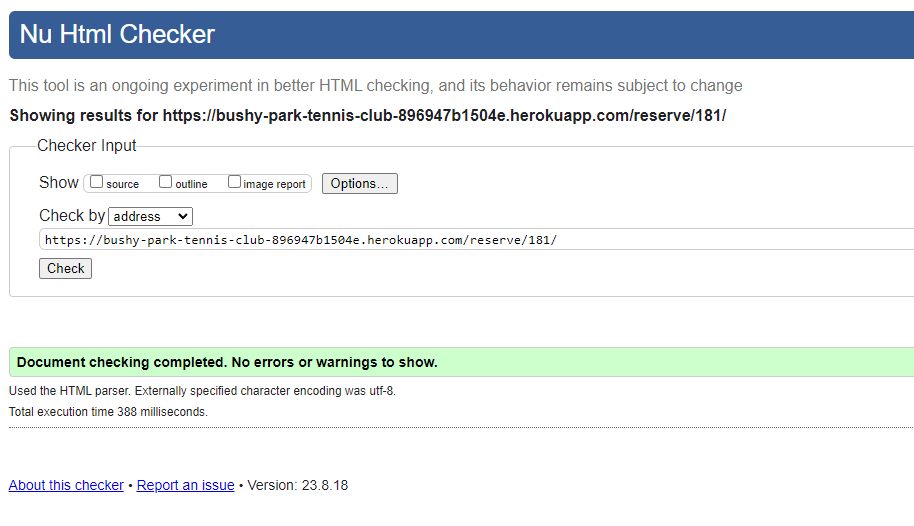 Nu Html Checker
This tool is an ongoing experiment in better HTML checking, and its behavior remains subject to change
Showing results for https://bushy-park-tennis-club-896947b1504e.herokuapp.com/reserve/181/
Checker Input
Show source outline image report Options...
Check by address
https://bushy-park-tennis-club-896947b1504e.herokuapp.com/reserve/181/
Check
Document checking completed. No errors or warnings to show.
Used the HTML parser. Externally specified character encoding was utf-8.
Total execution time 388 milliseconds.
About this checker • Report an issue • Version: 23.8.18